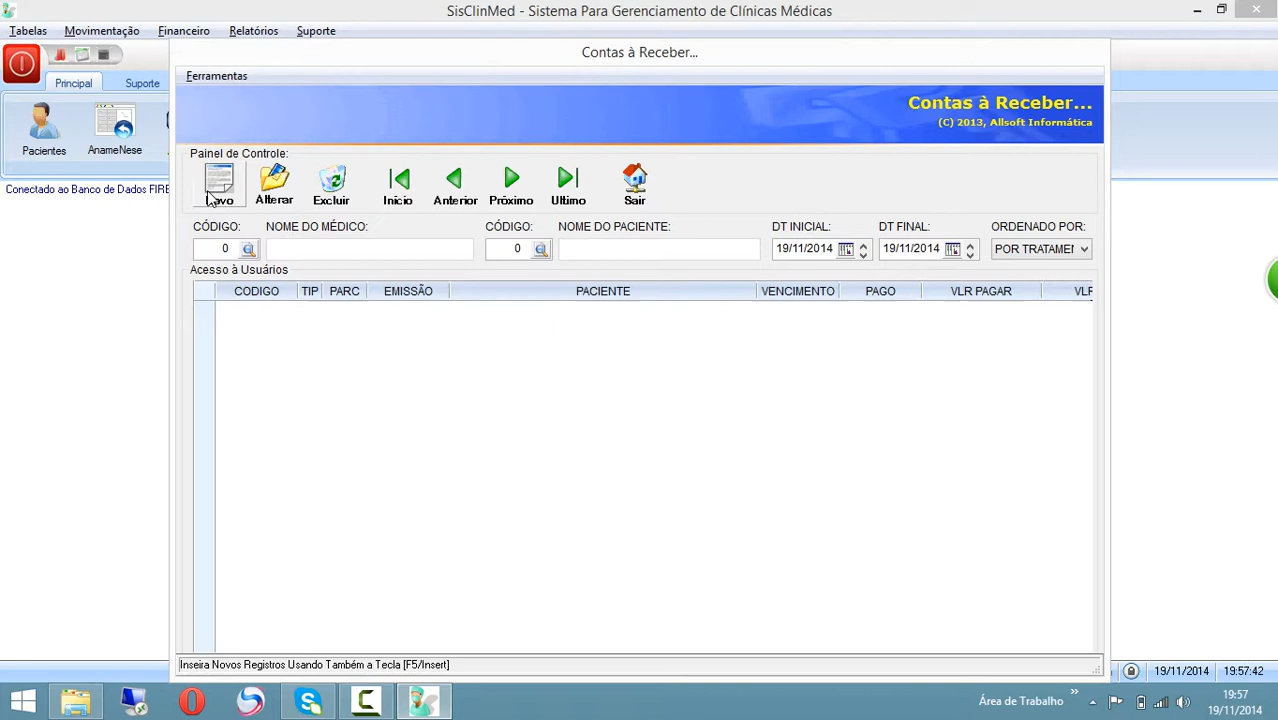 SisClinMed - Sistema Para Gerenciamento de Clínicas Médicas
Tabelas Movimentação Financeiro Relatórios Suporte
Contas à Receber...
Ferramentas
Principal Suporte
Contas à Receber...
(C) 2013, Allsoft Informática
Pacientes AnameNese
Painel de Controle:
Alterar Excluir Inicio Anterior Próximo Ultimo Sair
Conectado ao Banco de Dados FIRE
CÓDIGO: NOME DO MÉDICO: CÓDIGO: NOME DO PACIENTE: DT INICIAL: DT FINAL: ORDENADO POR:
0 0 19/11/2014 19/11/2014 POR TRATAMEI
Acesso à Usuários
CODIGO TIP PARC EMISSÃO PACIENTE VENCIMENTO PAGO VLR PAGAR VLR
Inseira Novos Registros Usando Também a Tecla [F5/Insert]
19/11/2014 19:57:42
Área de Trabalho
19:57
19/11/2014